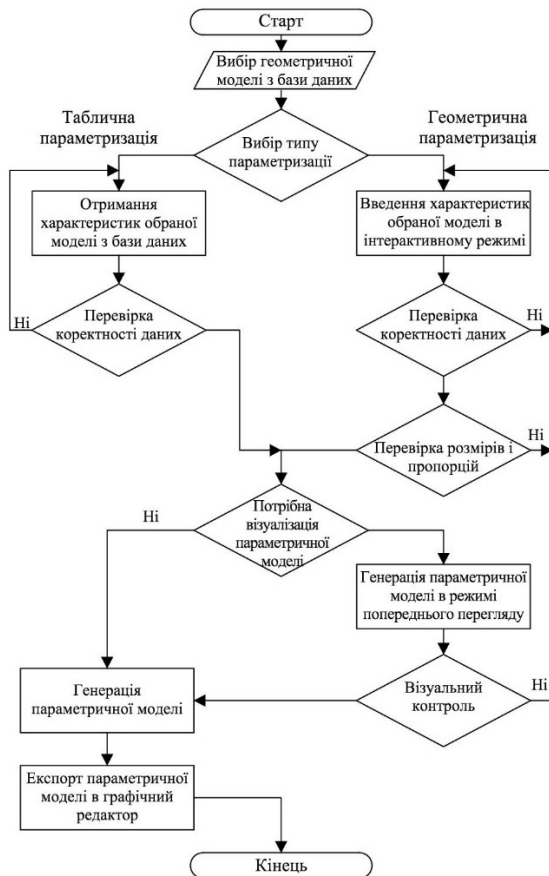 Старт
Вибір геометричної
моделі з бази даних
Таблична
параметризація
Вибір типу
параметризації
Геометрична
параметризація
Отримання
характеристик обраної
моделі з бази даних
Введення характеристик
обраної моделі в
інтерактивному режимі
Ні
Перевірка
коректності даних
Перевірка
коректності даних
Ні
Перевірка розмірів і
пропорцій
Ні
Ні
Потрібна
візуалізація
параметричної
моделі
Генерація параметричної
моделі в режимі
попереднього перегляду
Генерація
параметричної моделі
Візуальний
контроль
Ні
Експорт параметричної
моделі в графічний
редактор
Кінець